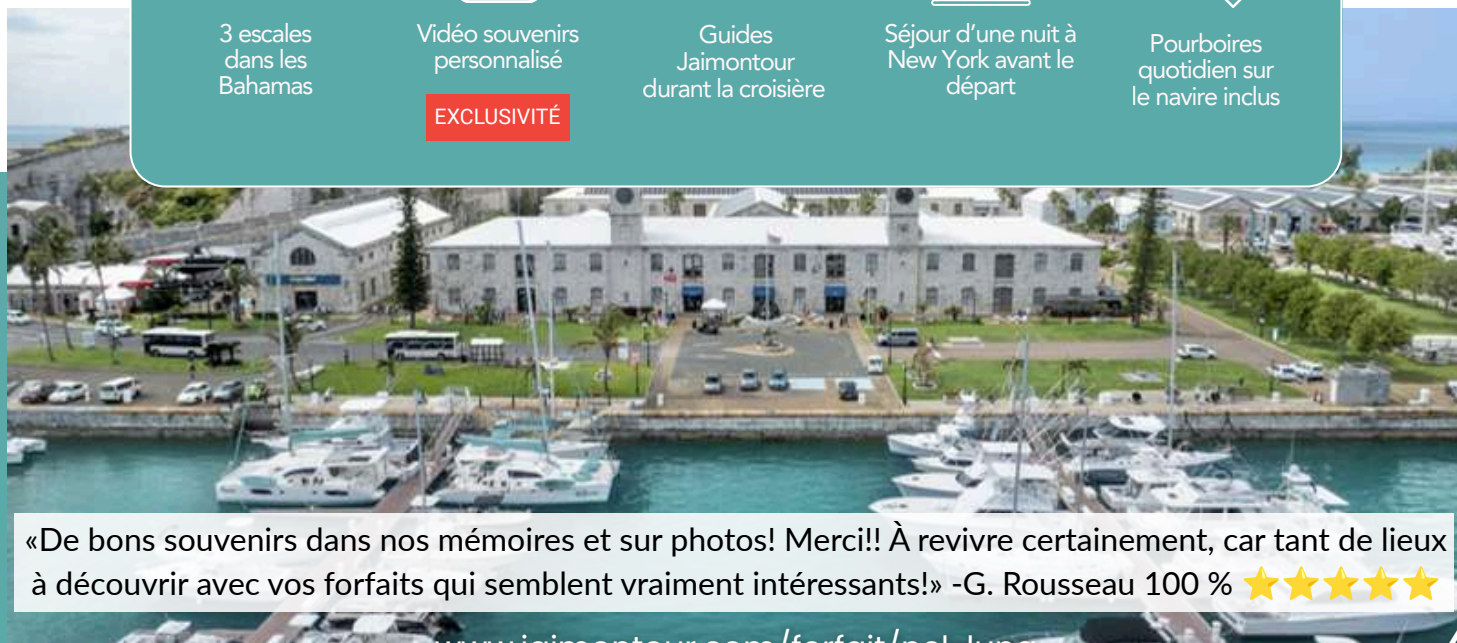 3 escales
dans les
Bahamas
Vidéo souvenirs
personnalisé
EXCLUSIVITÉ
Guides
Jaimontour
durant la croisière
Séjour d’une nuit à
New York avant le
départ
Pourboires
quotidien sur
le navire inclus
«De bons souvenirs dans nos mémoires et sur photos! Merci!! À revivre certainement, car tant de lieux
à découvrir avec vos forfaits qui semblent vraiment intéressants!» -G. Rousseau 100 % ⭐⭐⭐⭐⭐